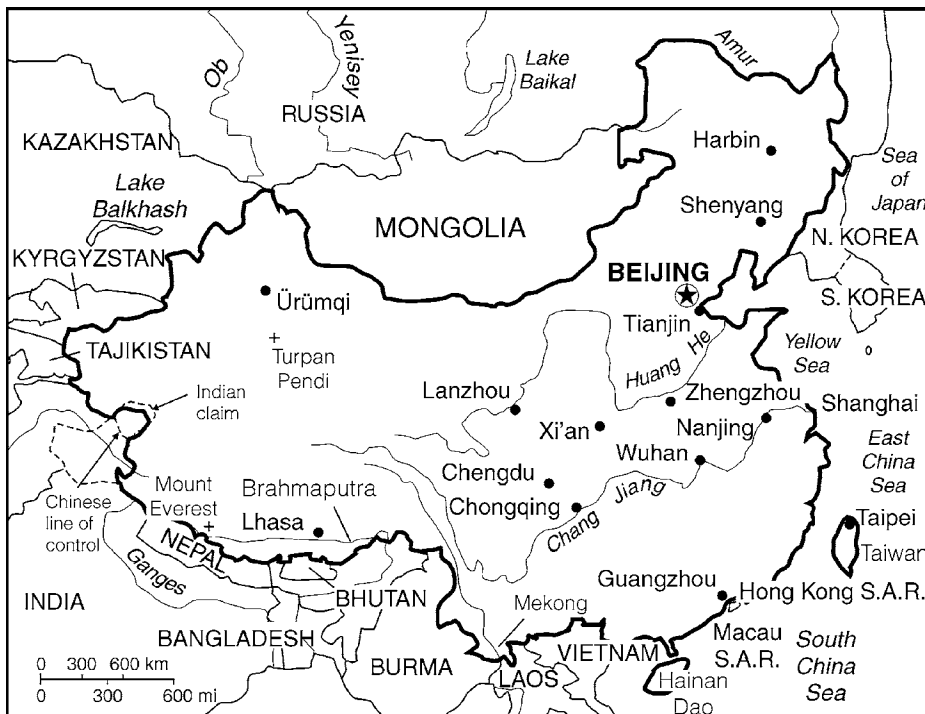 Ob
Yenisey
Lake
Baikal
Amur
RUSSIA
KAZAKHSTAN
Harbin
Sea
of
Japan
Lake
Balkhash
Shenyang
MONGOLIA
N. KOREA
KYRGYZSTAN
BEIJING
S. KOREA
Ürümqi
Tianjin
Yellow
Sea
TAJIKISTAN
Turpan
Pendi
Huang He
Indian
claim
Lanzhou
Zhengzhou
Shanghai
Xi'an
Nanjing
Wuhan
East
China
Sea
Chengdu
Chongqing
Chang Jiang
Mount
Everest
Brahmaputra
Chinese
line of
control
Lhasa
Taipei
Taiwan
NEPAL
Ganges
Guangzhou
Hong Kong S.A.R.
INDIA
BHUTAN
Mekong
BANGLADESH
VIETNAM
Macau
S.A.R.
South
China
Sea
BURMA
LAOS
Hainan
Dao
0 300 600 km
0 300 600 mi